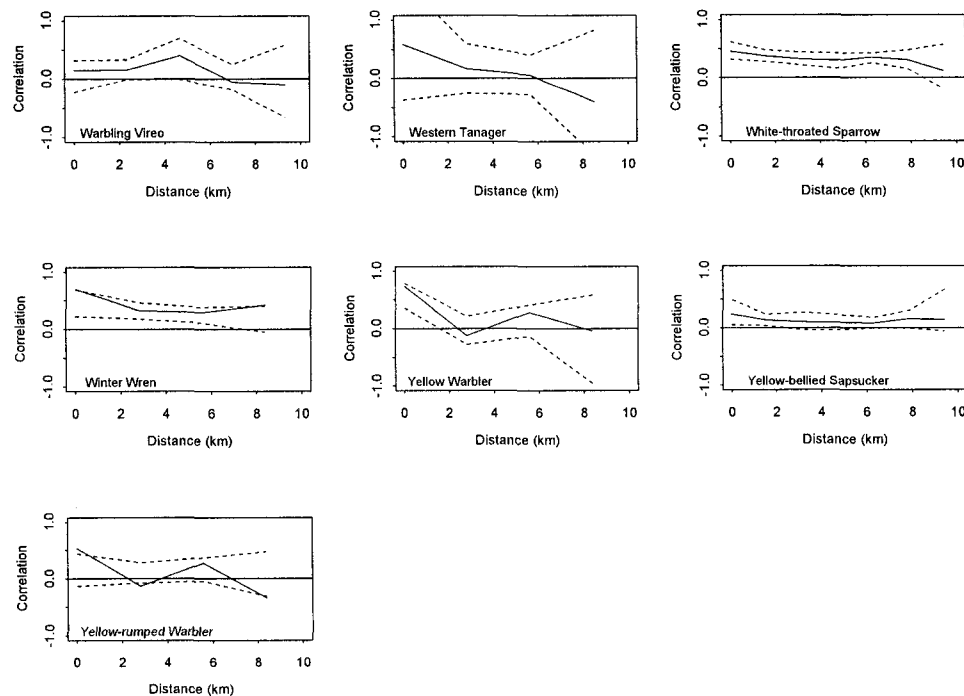 Correlation
1.0
0.0
-1.0
Warbling Vireo
0 2 4 6 8 10
Distance (km)
Correlation
1.0
0.0
-1.0
Western Tanager
0 2 4 6 8 10
Distance (km)
Correlation
1.0
0.0
-1.0
White-throated Sparrow
0 2 4 6 8 10
Distance (km)
Correlation
1.0
0.0
-1.0
Winter Wren
0 2 4 6 8 10
Distance (km)
Correlation
1.0
0.0
-1.0
Yellow Warbler
0 2 4 6 8 10
Distance (km)
Correlation
1.0
0.0
-1.0
Yellow-bellied Sapsucker
0 2 4 6 8 10
Distance (km)
Correlation
1.0
0.0
-1.0
Yellow-rumped Warbler
0 2 4 6 8 10
Distance (km)